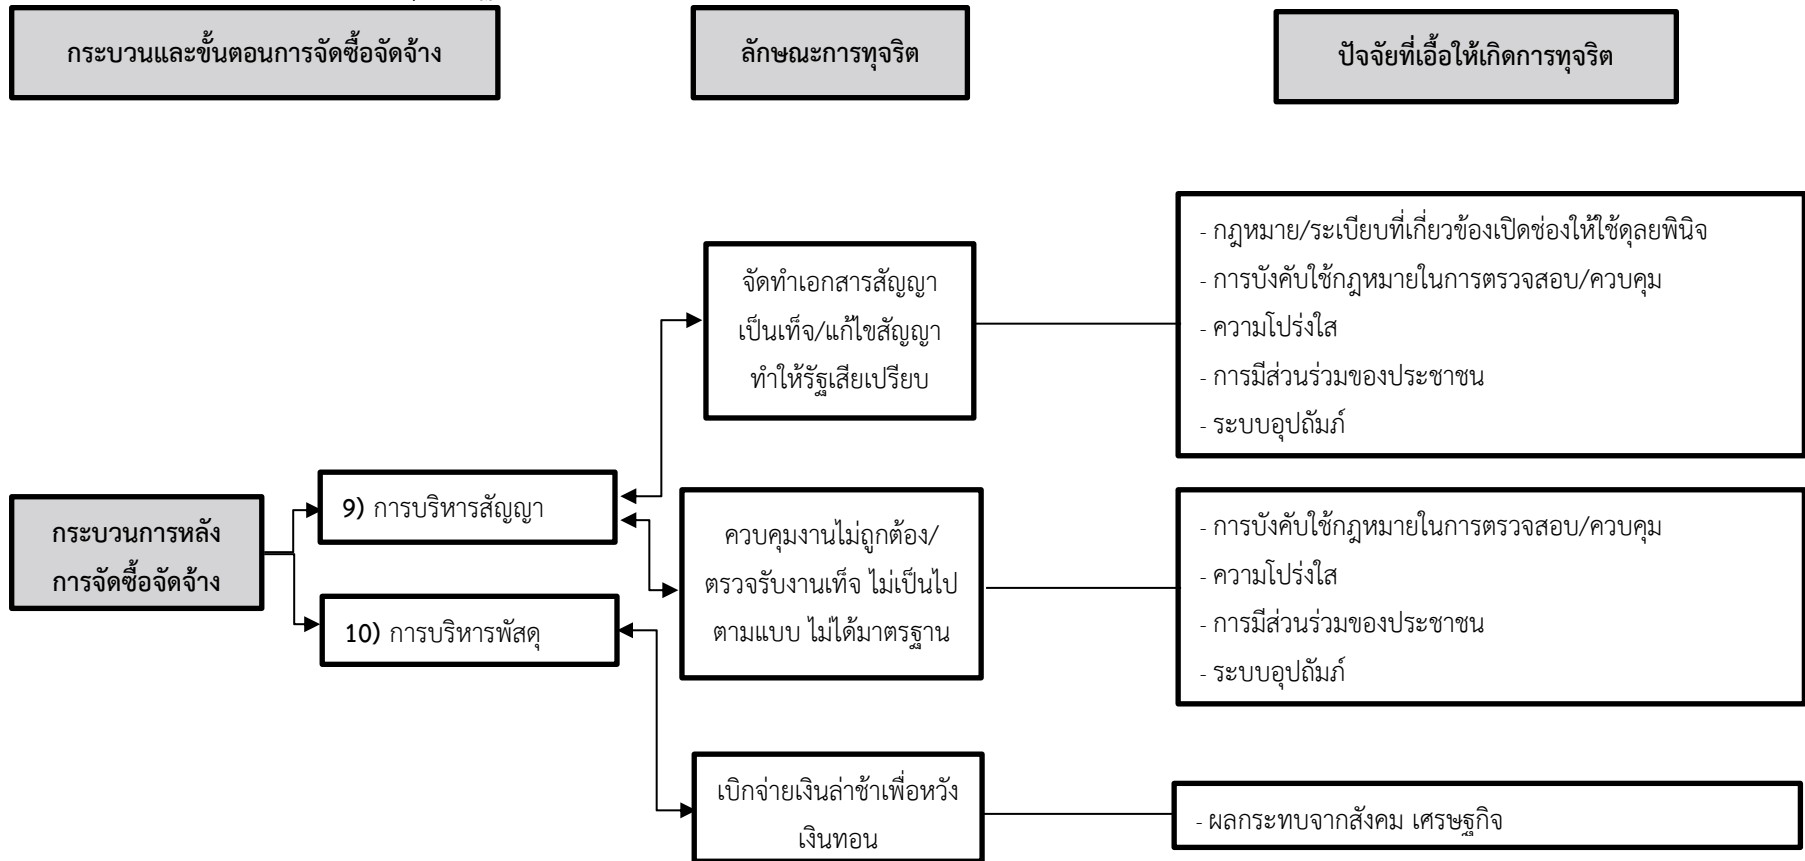 กระบวนและขั้นตอนการจัดซื้อจัดจ้าง
ลักษณะการทุจริต
ปัจจัยที่เอื้อให้เกิดการทุจริต
กระบวนการหลัง
การจัดซื้อจัดจ้าง
9) การบริหารสัญญา
10) การบริหารพัสดุ
จัดทำเอกสารสัญญา
เป็นเท็จ/แก้ไขสัญญา
ทำให้รัฐเสียเปรียบ
- กฎหมาย/ระเบียบที่เกี่ยวข้องเปิดช่องให้ใช้ดุลยพินิจ
- การบังคับใช้กฎหมายในการตรวจสอบ/ควบคุม
- ความโปร่งใส
- การมีส่วนร่วมของประชาชน
- ระบบอุปถัมภ์
ควบคุมงานไม่ถูกต้อง/
ตรวจรับงานเท็จ ไม่เป็นไป
ตามแบบ ไม่ได้มาตรฐาน
- การบังคับใช้กฎหมายในการตรวจสอบ/ควบคุม
- ความโปร่งใส
- การมีส่วนร่วมของประชาชน
- ระบบอุปถัมภ์
เบิกจ่ายเงินล่าช้าเพื่อหวัง
เงินทอน
- ผลกระทบจากสังคม เศรษฐกิจ